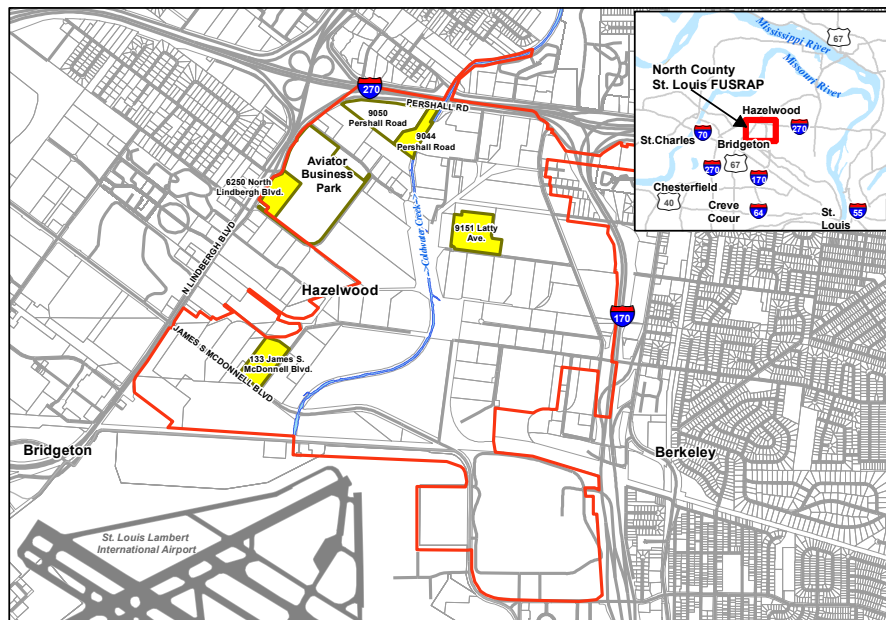 270
PERSHALL RD
9050
Pershall Road
9044
Pershall Road
Aviator
Business
Park
6250 North
Lindbergh Blvd.
N LINDBERGH BLVD
9151 Latty
Ave.
Coldwater Creek
Hazelwood
170
JAMES S MCDONNELL BLVD
133 James S.
McDonnell Blvd.
Bridgeton
Berkeley
St. Louis Lambert
International Airport
Mississippi River
67
Missouri River
North County
St. Louis FUSRAP
Hazelwood
70
270
St.Charles
Bridgeton
270
67
170
Chesterfield
40
Creve
Coeur
64
St.
Louis
55